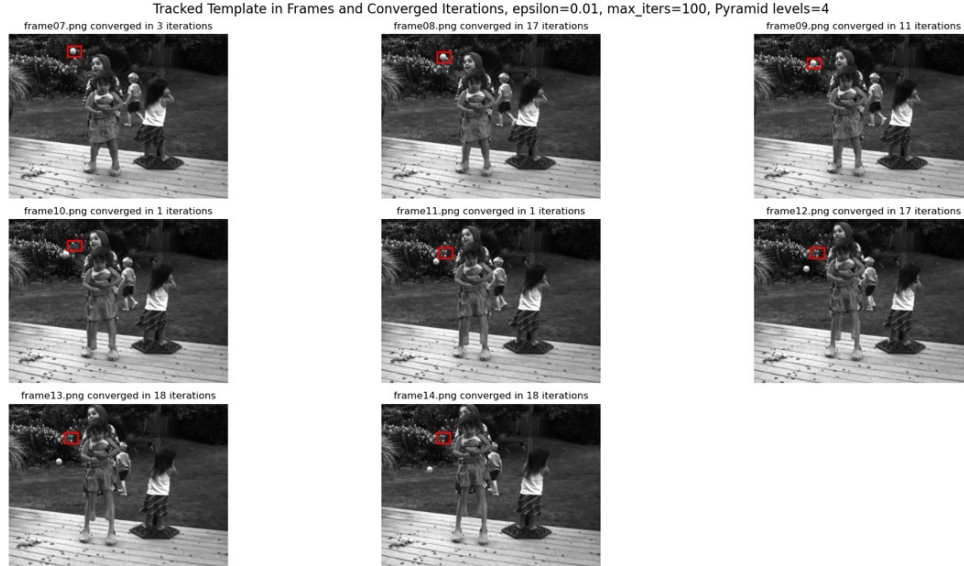 Tracked Template in Frames and Converged Iterations, epsilon=0.01, max_iters=100, Pyramid levels=4
frame07.png converged in 3 iterations
frame08.png converged in 17 iterations
frame09.png converged in 11 iterations
frame10.png converged in 1 iterations
frame11.png converged in 1 iterations
frame12.png converged in 17 iterations
frame13.png converged in 18 iterations
frame14.png converged in 18 iterations